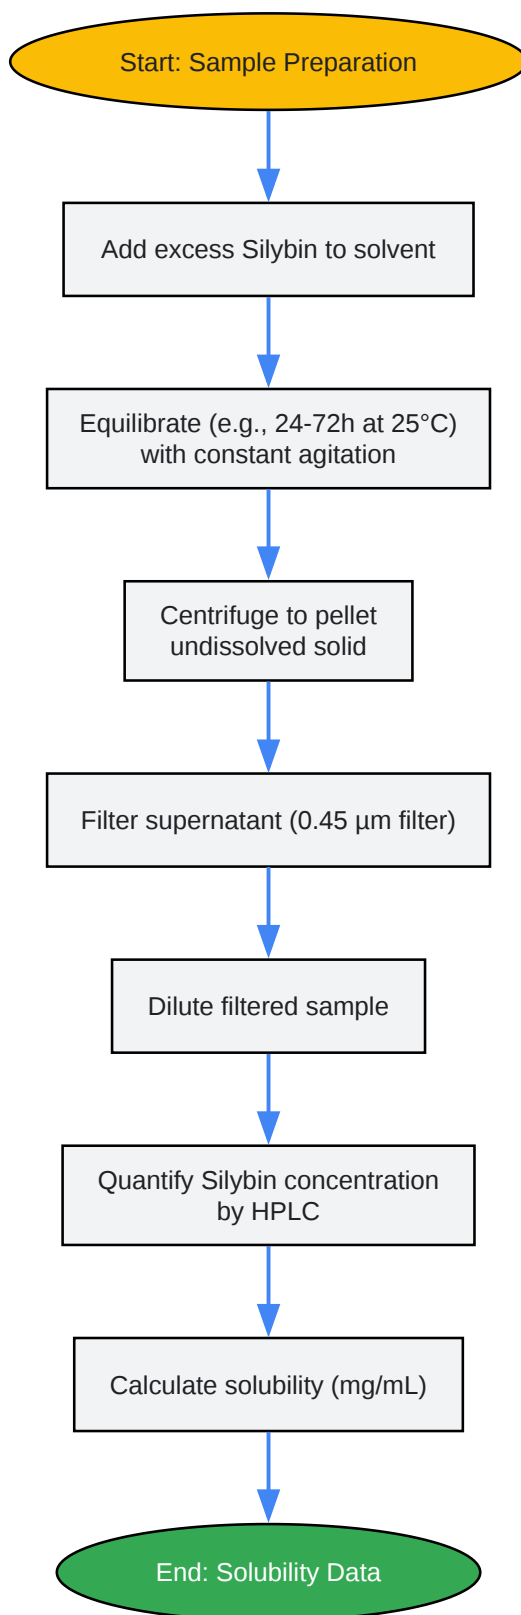 Start: Sample Preparation
Add excess Silybin to solvent
Equilibrate (e.g., 24-72h at 25°C)
with constant agitation
Centrifuge to pellet
undissolved solid
Filter supernatant (0.45 µm filter)
Dilute filtered sample
Quantify Silybin concentration
by HPLC
Calculate solubility (mg/mL)
End: Solubility Data